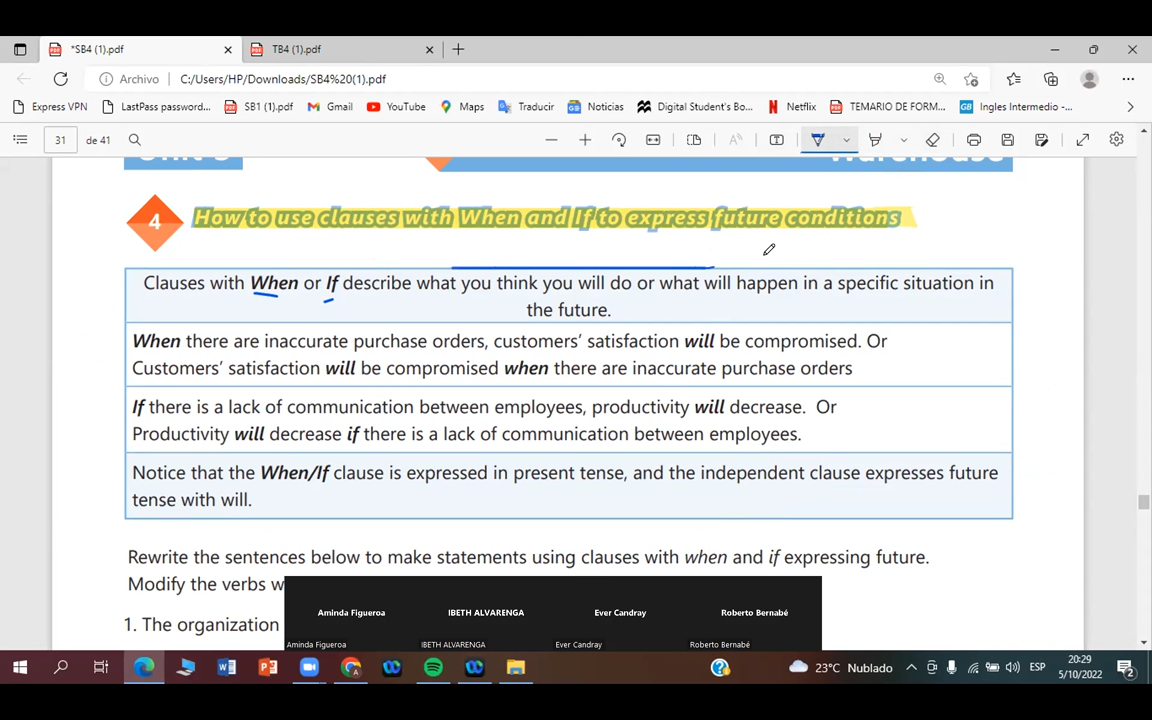 *SB4 (1).pdf
TB4 (1).pdf
Archivo C:/Users/HP/Downloads/SB4%20(1).pdf
Express VPN LastPass password... SB1 (1).pdf Gmail YouTube Maps Traducir Noticias Digital Student's Bo... Netflix TEMARIO DE FORM... Ingles Intermedio -...
31 de 41
Warehouse
4 How to use clauses with When and If to express future conditions
Clauses with When or If describe what you think you will do or what will happen in a specific situation in
the future.
When there are inaccurate purchase orders, customers’ satisfaction will be compromised. Or
Customers’ satisfaction will be compromised when there are inaccurate purchase orders
If there is a lack of communication between employees, productivity will decrease. Or
Productivity will decrease if there is a lack of communication between employees.
Notice that the When/If clause is expressed in present tense, and the independent clause expresses future
tense with will.
Rewrite the sentences below to make statements using clauses with when and if expressing future.
Modify the verbs w
1. The organization
Aminda Figueroa IBETH ALVARENGA Ever Candray Roberto Bernabé
Aminda Figueroa IBETH ALVARENGA Ever Candray Roberto Bernabé
23°C Nublado ESP 20:29
5/10/2022 2